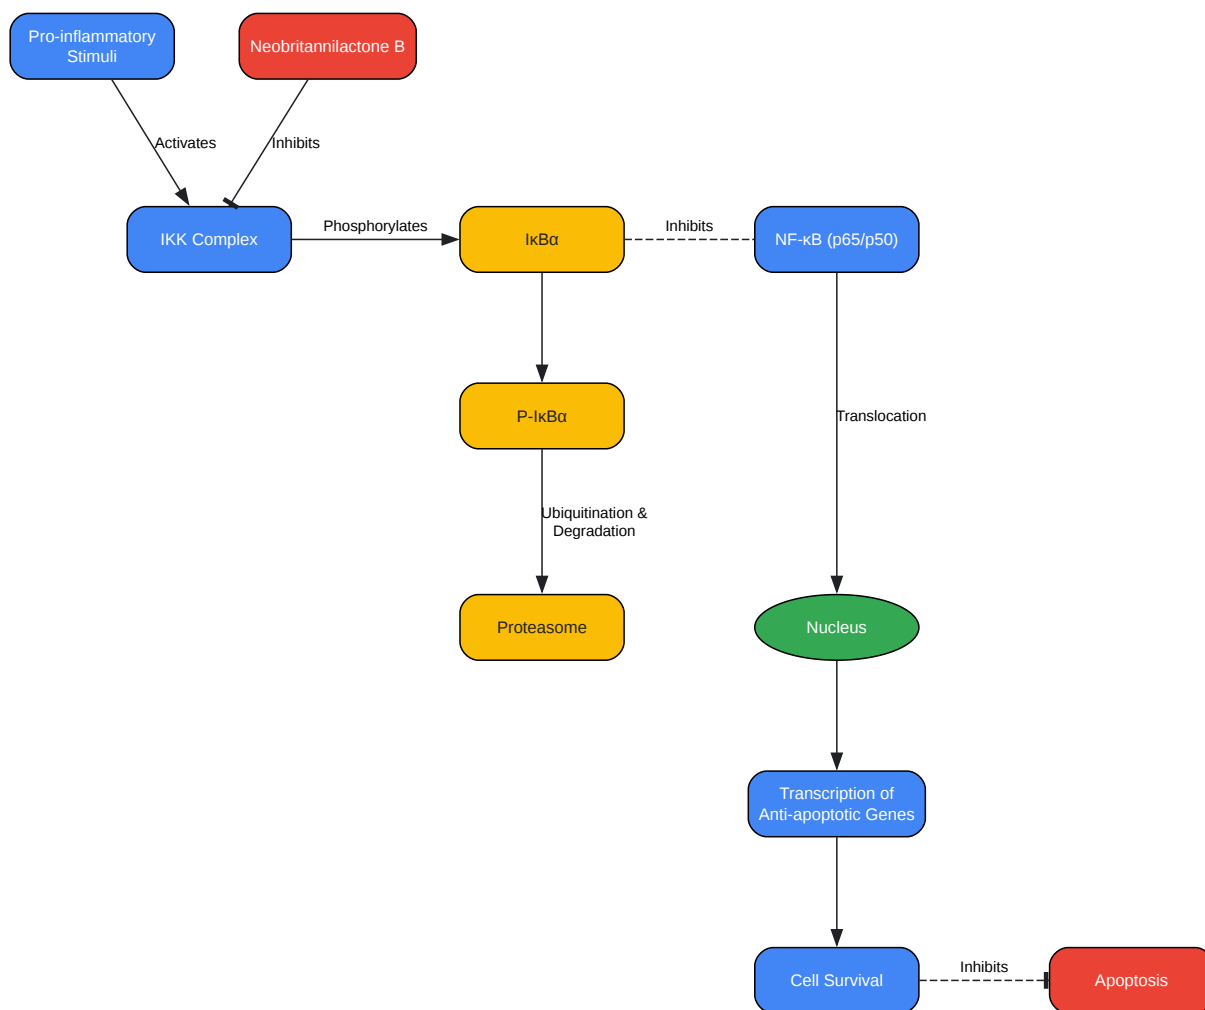 Pro-inflammatory
Stimuli
Neobritannilactone B
Activates
Inhibits
IKK Complex
Phosphorylates
IκBα
Inhibits
NF-κB (p65/p50)
P-IκBα
Translocation
Ubiquitination &
Degradation
Proteasome
Nucleus
Transcription of
Anti-apoptotic Genes
Cell Survival
Inhibits
Apoptosis